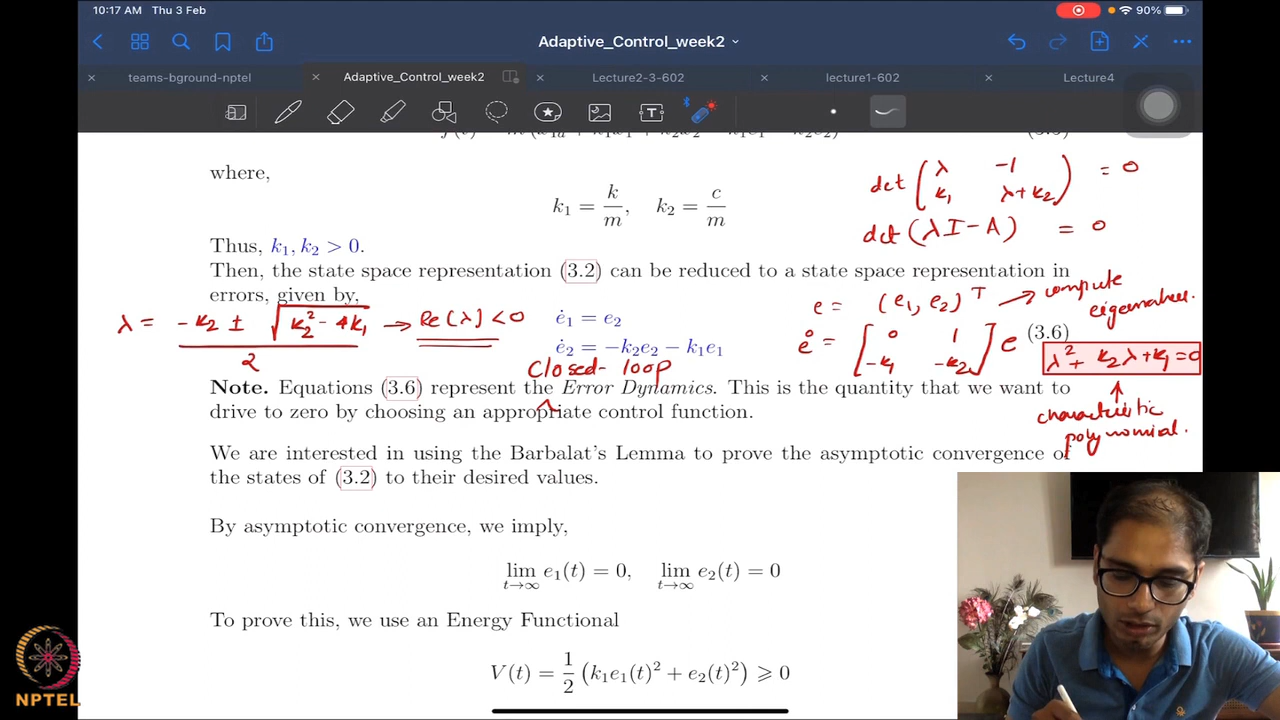 10:17 AM Thu 3 Feb
90%
Adaptive_Control_week2
teams-bground-nptel
Adaptive_Control_week2
Lecture2-3-602
lecture1-602
Lecture4
where,
k₁ = k/m, k₂ = c/m
det (λ -1
k₁ λ+k₂) = 0
det (λI - A) = 0
Thus, k₁, k₂ > 0.
Then, the state space representation (3.2) can be reduced to a state space representation in
errors, given by,
e = (e₁, e₂)ᵀ → compute
eigenvalues.
λ = (-k₂ ± √(k₂² - 4k₁))/2 → Re(λ) < 0
ė₁ = e₂
ė₂ = −k₂e₂ − k₁e₁
(3.6)
ė = [0 1
-k₁ -k₂] e
λ² + k₂λ + k₁ = 0
characteristic
polynomial.
Closed-loop
Note. Equations (3.6) represent the Error Dynamics. This is the quantity that we want to
drive to zero by choosing an appropriate control function.
We are interested in using the Barbalat's Lemma to prove the asymptotic convergence of
the states of (3.2) to their desired values.
By asymptotic convergence, we imply,
lim t→∞ e₁(t) = 0, lim t→∞ e₂(t) = 0
To prove this, we use an Energy Functional
V(t) = 1/2 (k₁e₁(t)² + e₂(t)²) ⩾ 0
NPTEL